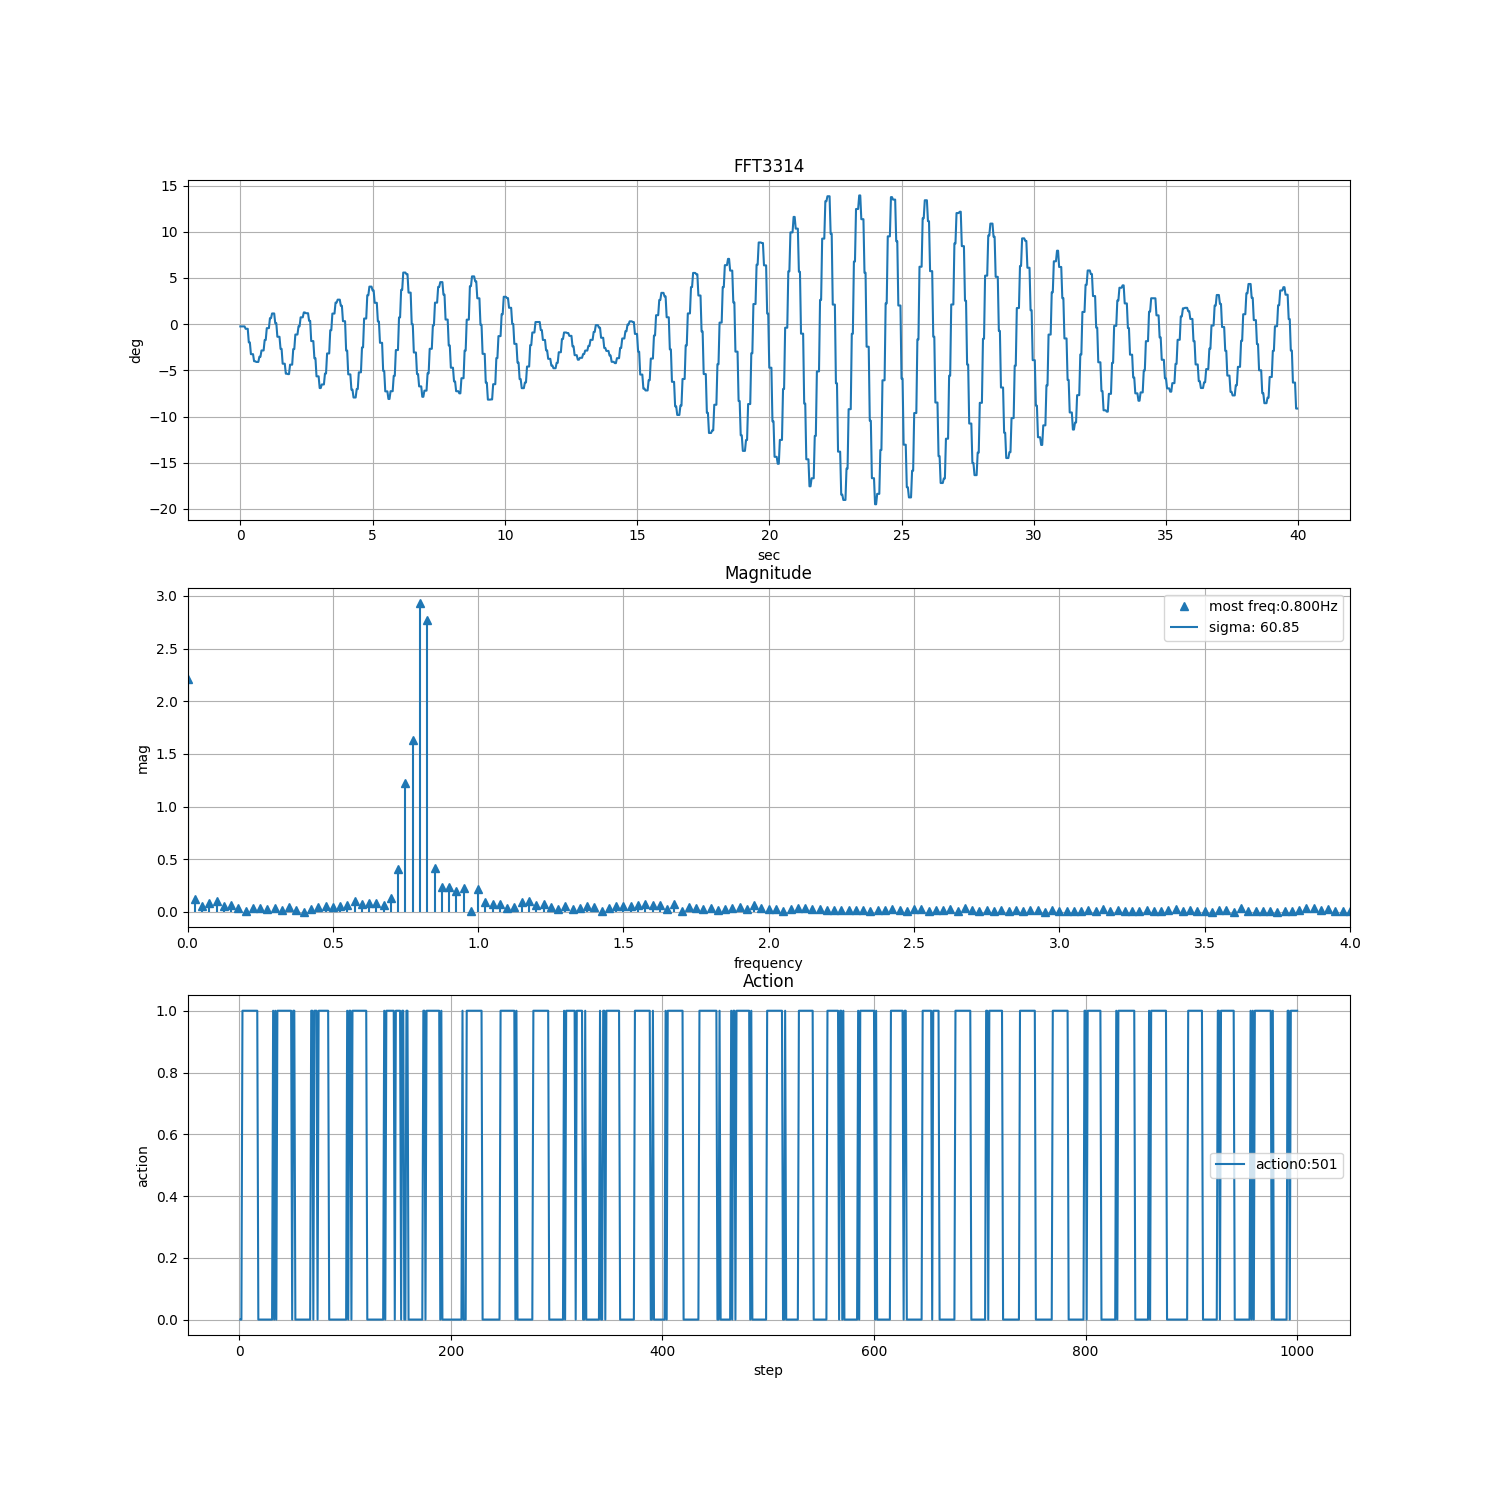 FFT3314
15
10
5
0
−5
−10
−15
−20
deg
0 5 10 15 20 25 30 35 40
sec
Magnitude
3.0
2.5
2.0
1.5
1.0
0.5
0.0
mag
most freq:0.800Hz
sigma: 60.85
0.0 0.5 1.0 1.5 2.0 2.5 3.0 3.5 4.0
frequency
Action
1.0
0.8
0.6
0.4
0.2
0.0
action
action0:501
0 200 400 600 800 1000
step